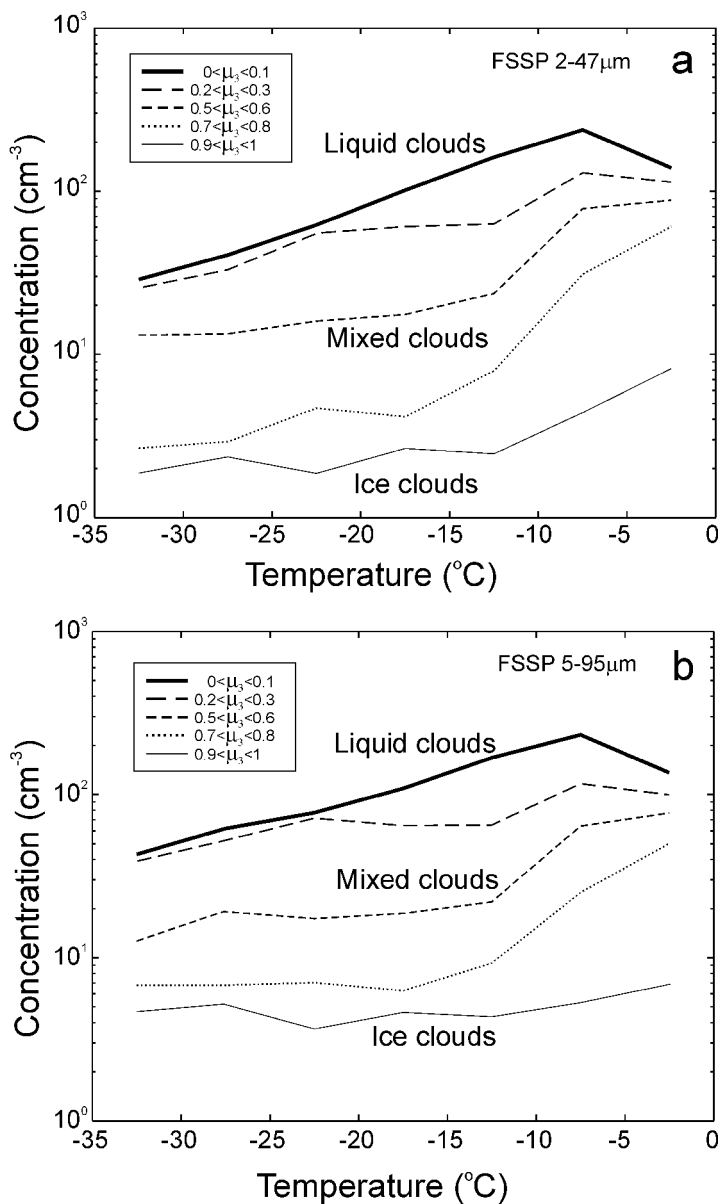 10³
FSSP 2-47μm
a
0<μ₃<0.1
0.2<μ₃<0.3
0.5<μ₃<0.6
0.7<μ₃<0.8
0.9<μ₃<1
Liquid clouds
10²
Concentration (cm⁻³)
Mixed clouds
10¹
Ice clouds
10⁰
-35 -30 -25 -20 -15 -10 -5 0
Temperature (°C)
10³
FSSP 5-95μm
b
0<μ₃<0.1
0.2<μ₃<0.3
0.5<μ₃<0.6
0.7<μ₃<0.8
0.9<μ₃<1
Liquid clouds
10²
Concentration (cm⁻³)
Mixed clouds
10¹
Ice clouds
10⁰
-35 -30 -25 -20 -15 -10 -5 0
Temperature (°C)